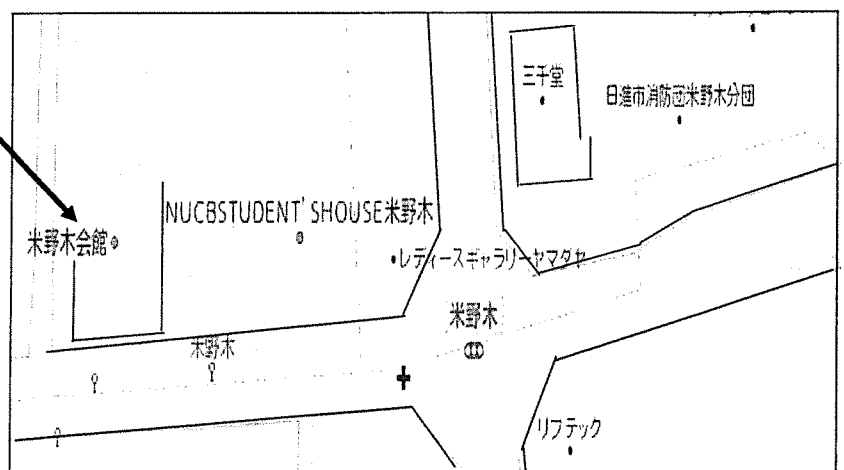 三千堂
日進市消防団米野木分団
NUCBSTUDENT'SHOUSE米野木
米野木会館
レディースギャラリーヤマダヤ
米野木
米野木
リブテック